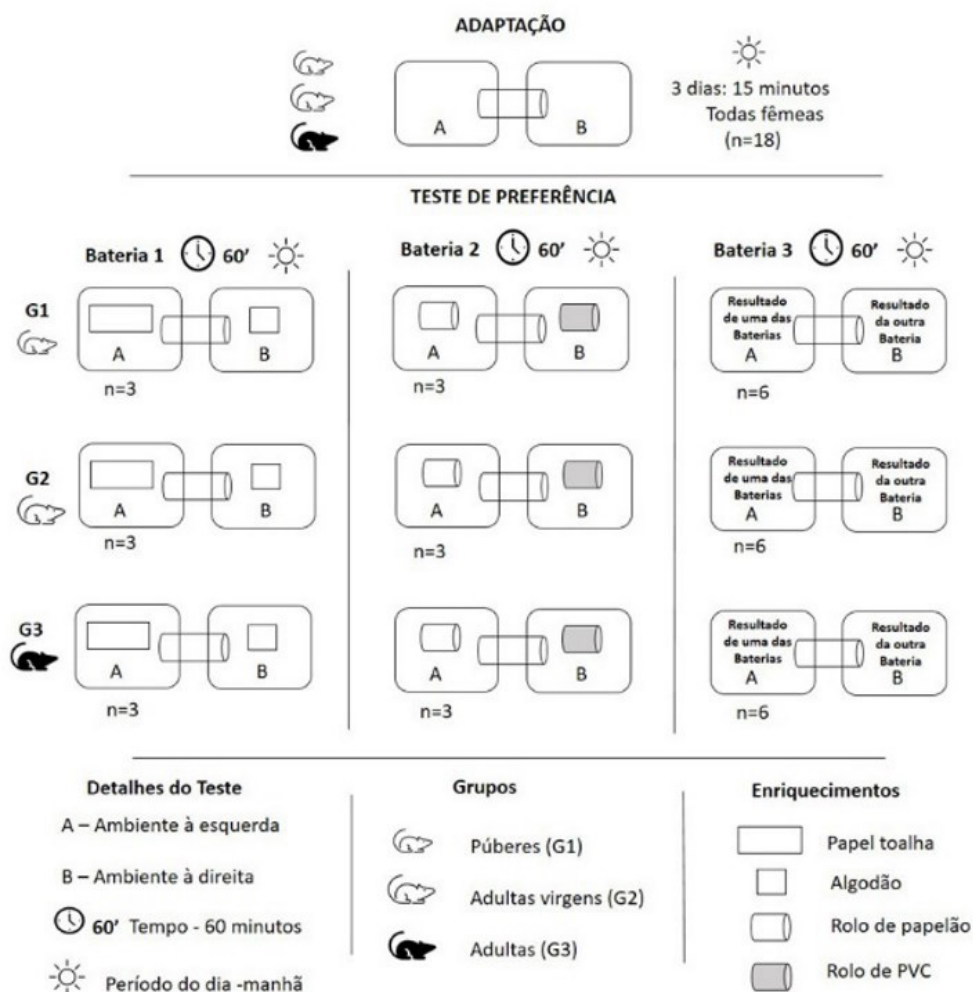 ADAPTAÇÃO
A
B
3 dias: 15 minutos
Todas fêmeas
(n=18)
TESTE DE PREFERÊNCIA
Bateria 1 60’
Bateria 2 60’
Bateria 3 60’
G1
A
B
n=3
A
B
n=3
Resultado
de uma das
Baterias
A
Resultado
da outra
Bateria
B
n=6
G2
A
B
n=3
A
B
n=3
Resultado
de uma das
Baterias
A
Resultado
da outra
Bateria
B
n=6
G3
A
B
n=3
A
B
n=3
Resultado
de uma das
Baterias
A
Resultado
da outra
Bateria
B
n=6
Detalhes do Teste
A – Ambiente à esquerda
B – Ambiente à direita
60’ Tempo - 60 minutos
Período do dia -manhã
Grupos
Púberes (G1)
Adultas virgens (G2)
Adultas (G3)
Enriquecimentos
Papel toalha
Algodão
Rolo de papelão
Rolo de PVC